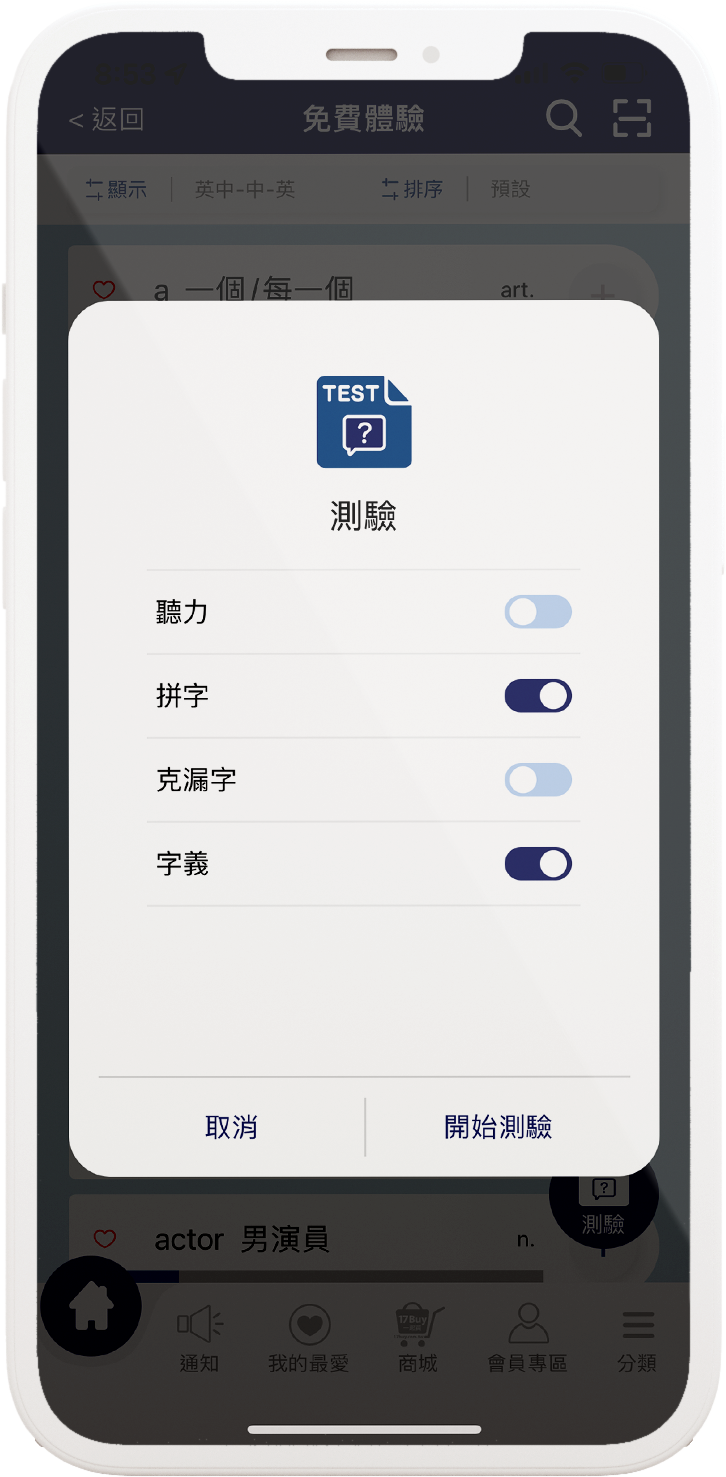 < 返回 免費體驗
顯示 英中-中-英 排序 預設
a 一個/每一個 art.
TEST
?
測驗
聽力
拼字
克漏字
字義
取消 開始測驗
?
測驗
actor 男演員 n.
17Buy
通知 我的最愛 商城 會員專區 分類